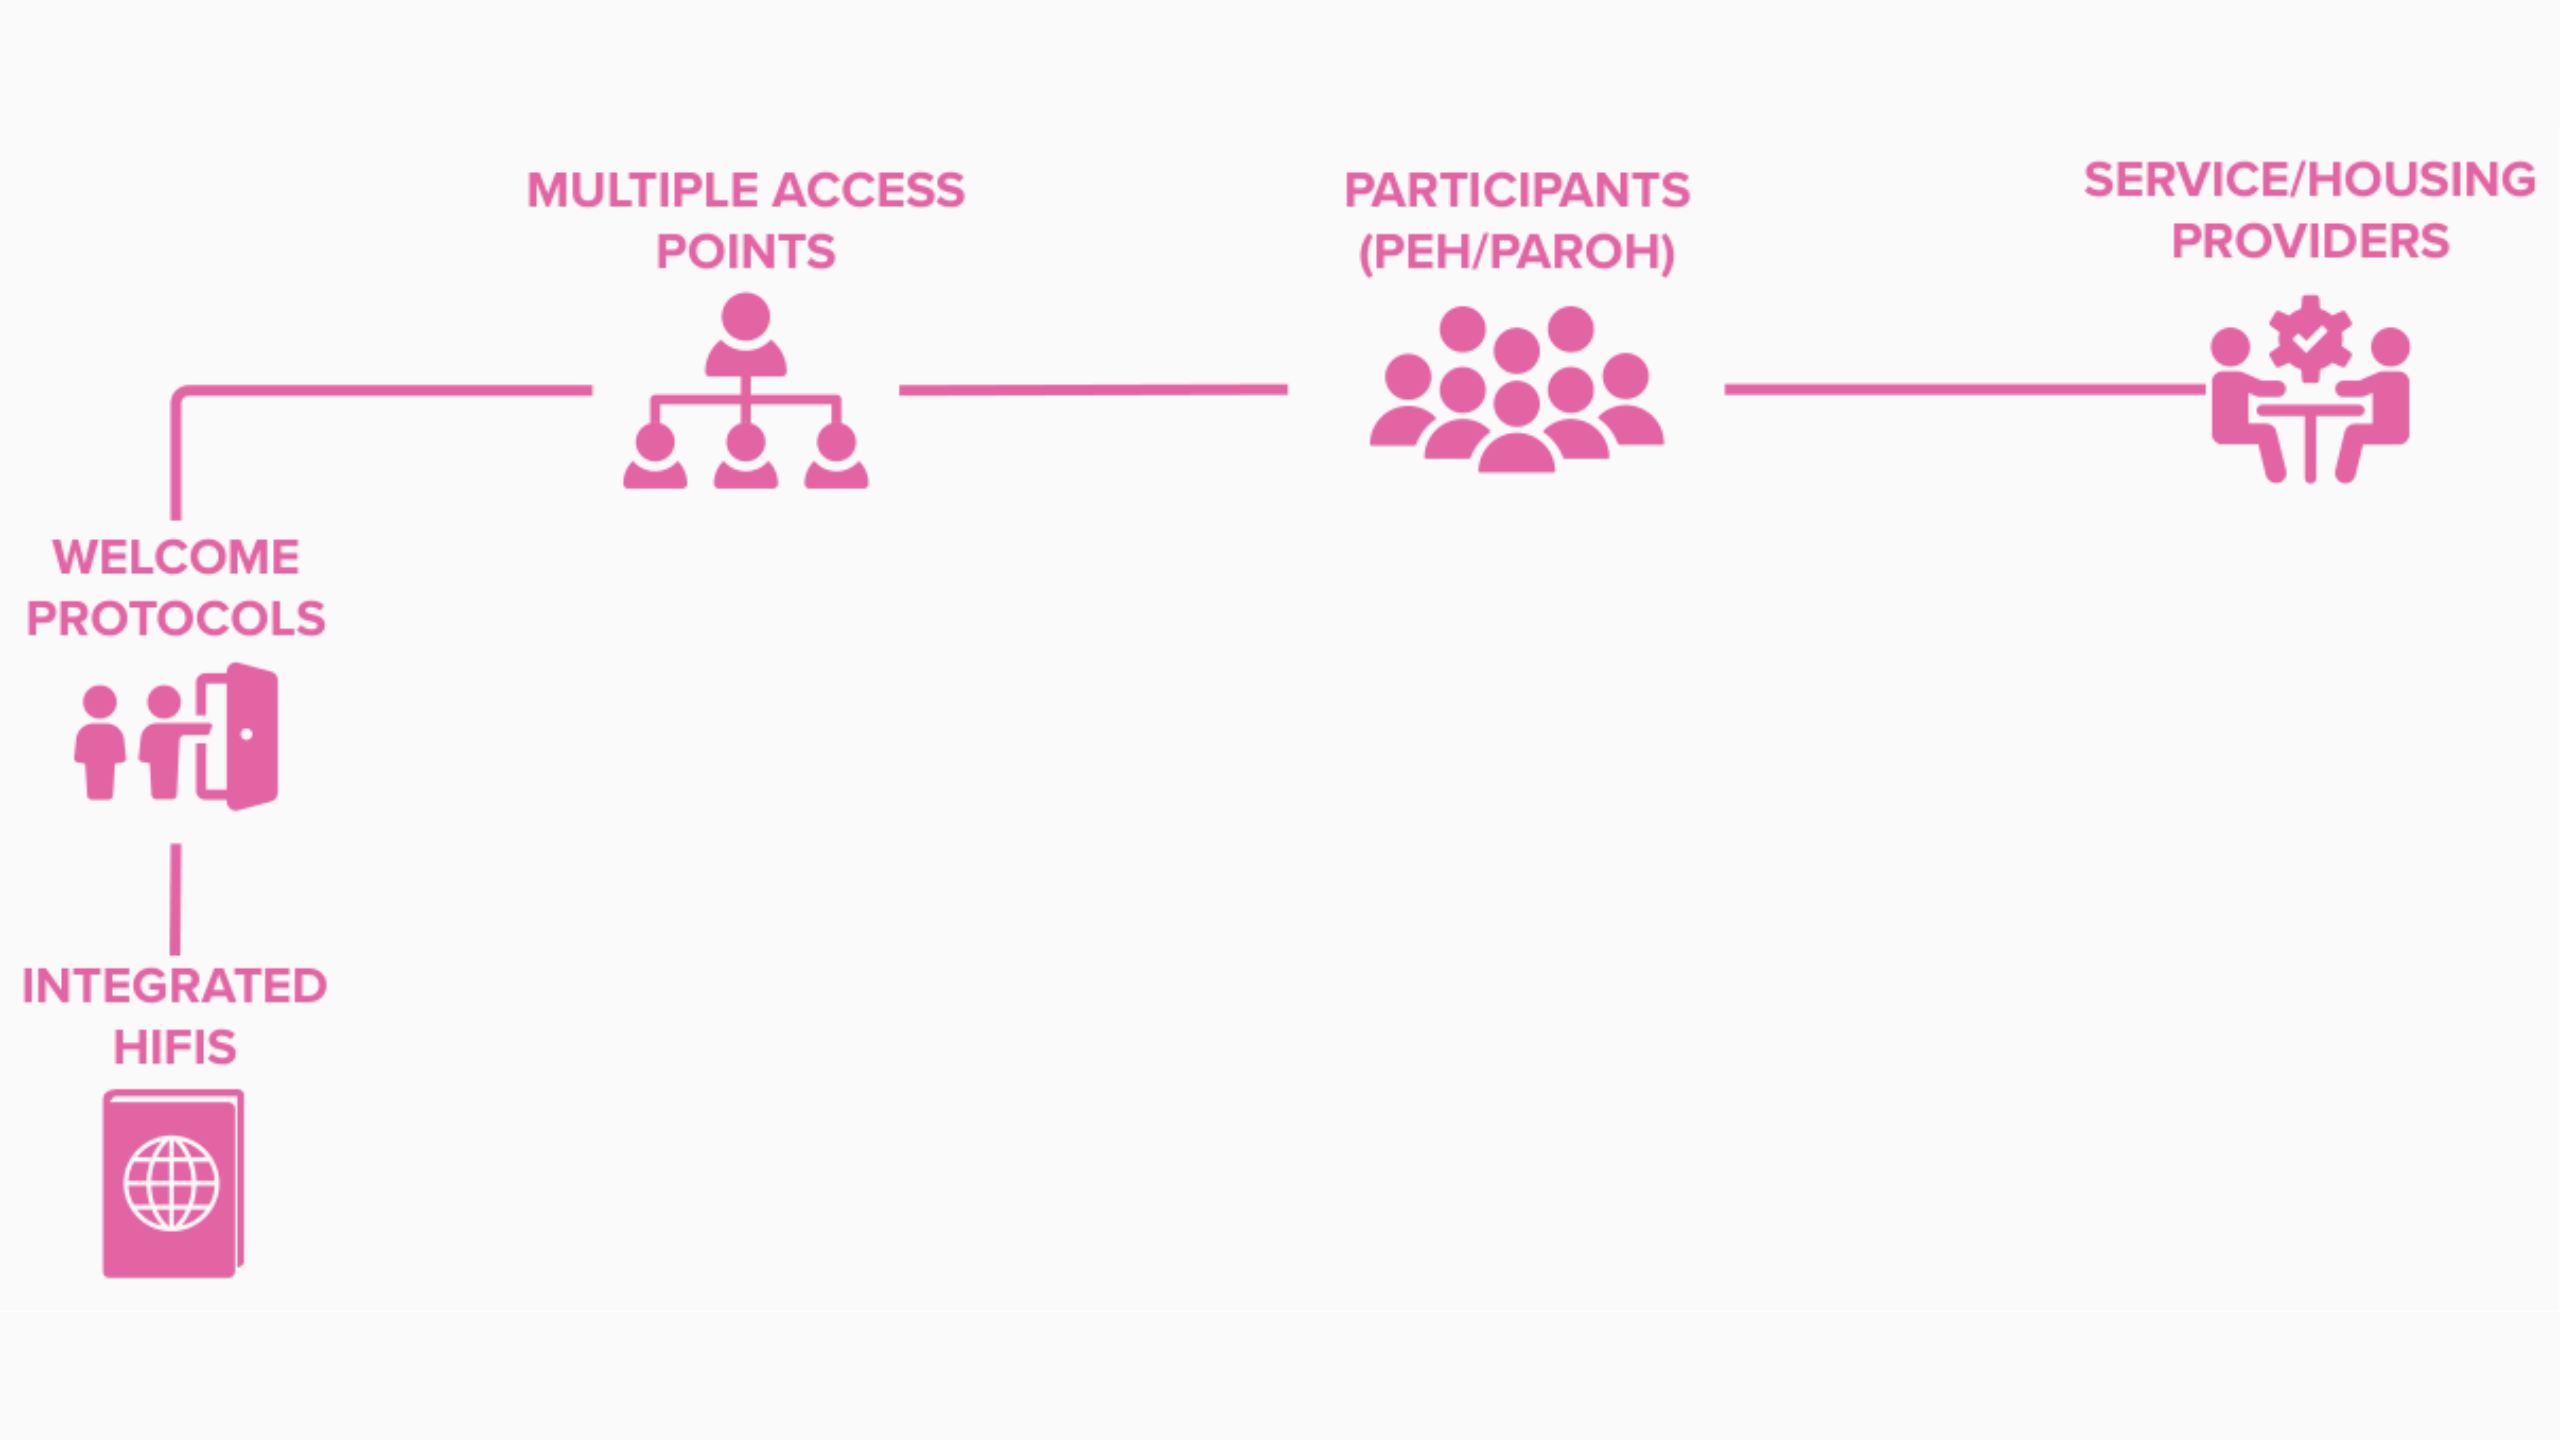 MULTIPLE ACCESS
POINTS
PARTICIPANTS
(PEH/PAROH)
SERVICE/HOUSING
PROVIDERS
WELCOME
PROTOCOLS
INTEGRATED
HIFIS